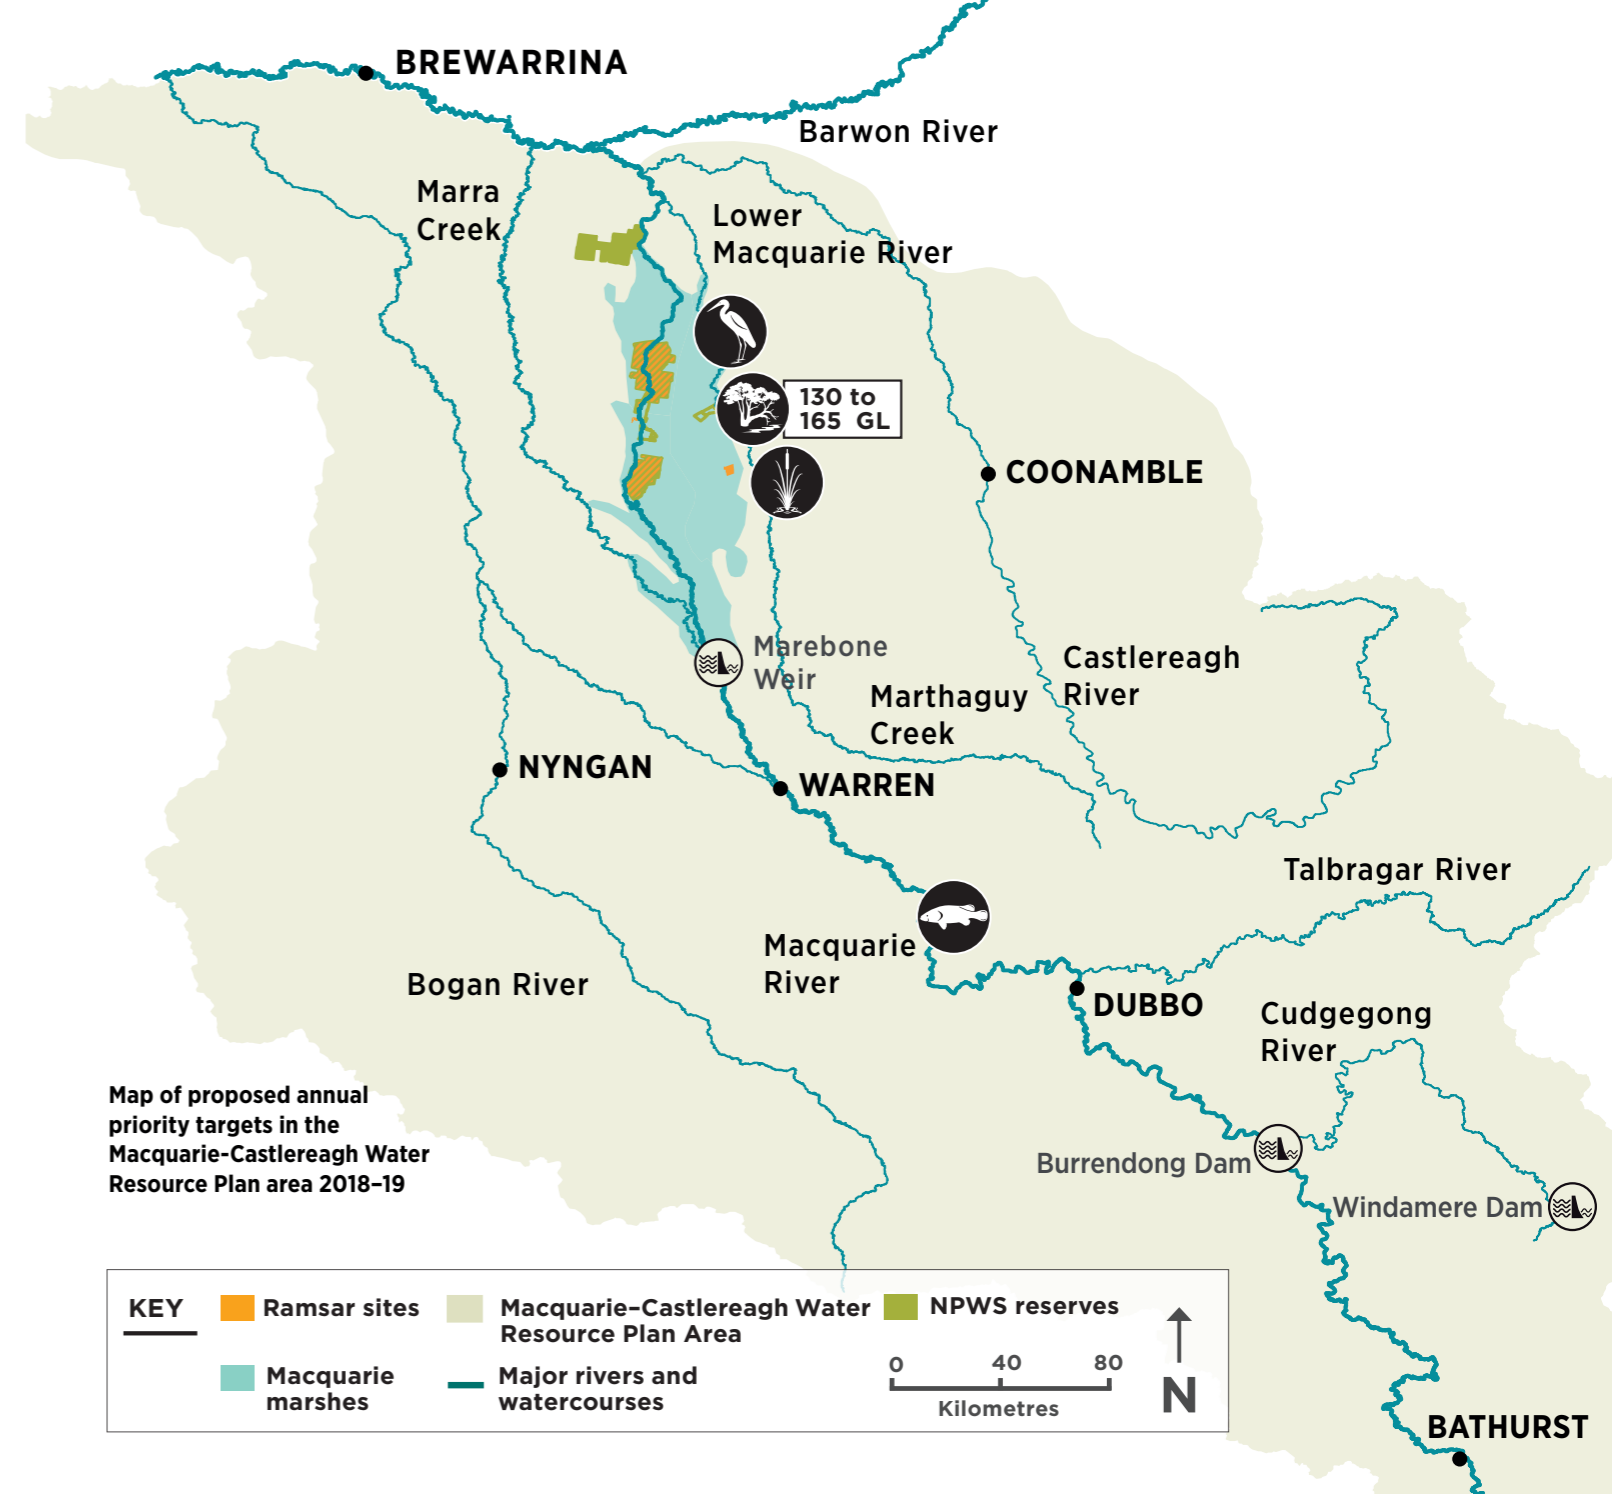 BREWARRINA
Barwon River
Marra
Creek
Lower
Macquarie River
130 to
165 GL
COONAMBLE
Marebone
Weir
Castlereagh
River
Marthaguy
Creek
NYNGAN
WARREN
Talbragar River
Macquarie
River
Bogan River
DUBBO
Cudgegong
River
Map of proposed annual
priority targets in the
Macquarie-Castlereagh Water
Resource Plan area 2018–19
Burrendong Dam
Windamere Dam
KEY
Ramsar sites
Macquarie–Castlereagh Water
Resource Plan Area
NPWS reserves
Macquarie
marshes
Major rivers and
watercourses
0 40 80
Kilometres
N
BATHURST